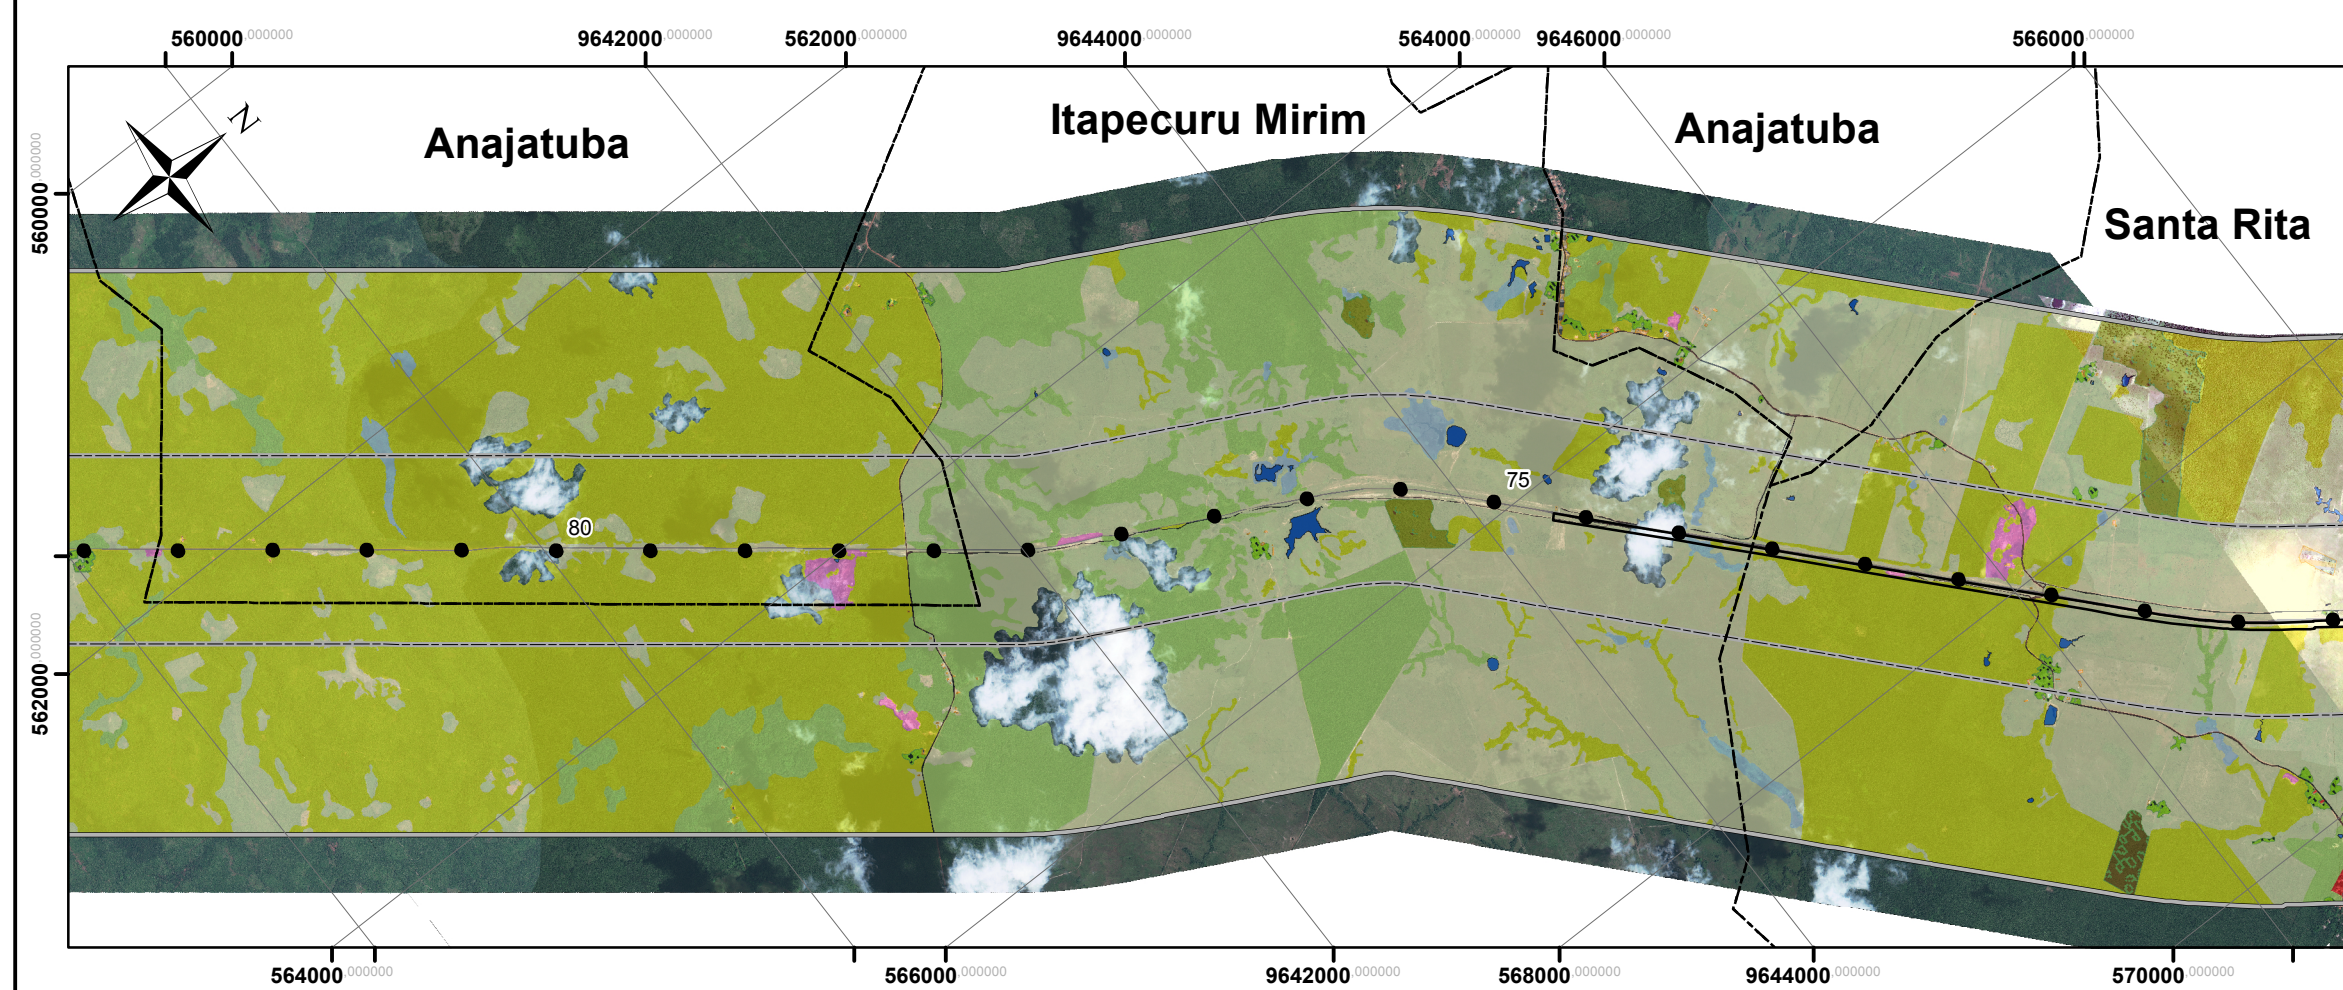 560000,000000 9642000,000000 562000,000000 9644000,000000 564000,000000 9646000,000000 566000,000000
N
Anajatuba
Itapecuru Mirim
Anajatuba
Santa Rita
560000,000000
562000,000000
75
80
564000,000000 566000,000000 9642000,000000 568000,000000 9644000,000000 570000,000000